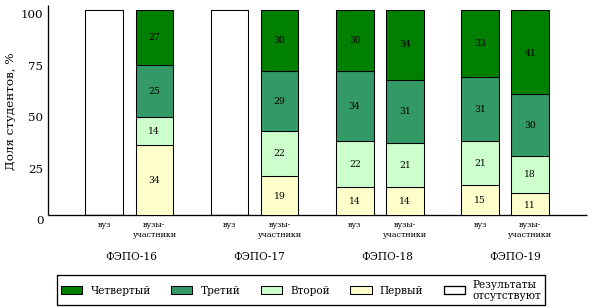 Доля студентов, %
100
75
50
25
0
27
25
14
34
30
29
22
19
30
34
22
14
34
31
21
14
33
31
21
15
41
30
18
11
вуз
вузы-
участники
вуз
вузы-
участники
вуз
вузы-
участники
вуз
вузы-
участники
ФЭПО-16
ФЭПО-17
ФЭПО-18
ФЭПО-19
Четвертый
Третий
Второй
Первый
Результаты
отсутствуют